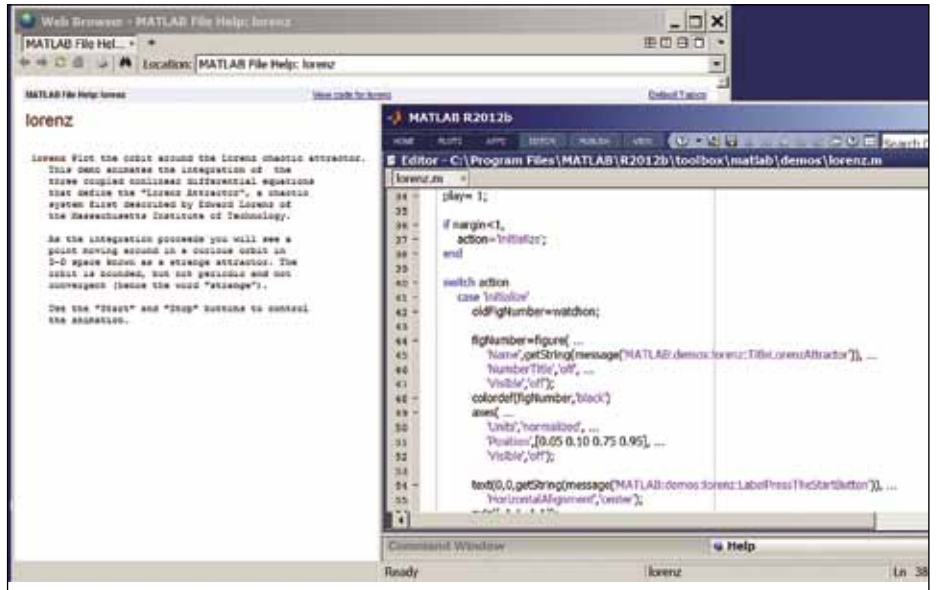 Web Browser - MATLAB File Help: lorenz
MATLAB File Hel...
Location: MATLAB File Help: lorenz
MATLAB File Help: lorenz View code for lorenz Default Topics
lorenz
lorenz Plot the orbit around the Lorenz chaotic attractor.
This demo animates the integration of the
three coupled nonlinear differential equations
that define the "Lorenz Attractor", a chaotic
system first described by Edward Lorenz of
the Massachusetts Institute of Technology.
As the integration proceeds you will see a
point moving around in a curious orbit in
3-D space known as a strange attractor. The
orbit is bounded, but not periodic and not
convergent (hence the word "strange").
Use the "Start" and "Stop" buttons to control
the animation.
MATLAB R2012b
HOME PLOTS APPS EDITOR PUBLISH VIEW Search
Editor - C:\Program Files\MATLAB\R2012b\toolbox\matlab\demos\lorenz.m
lorenz.m
34 - play= 1;
35
36 - if nargin<1,
37 - action='initialize';
38 - end
39
40 - switch action
41 - case 'initialize'
42 - oldFigNumber=watchon;
43
44 - figNumber=figure( ...
45 'Name',getString(message('MATLAB:demos:lorenz:TitleLorenzAttractor')), ...
46 'NumberTitle','off', ...
47 'Visible','off');
48 - colordef(figNumber,'black')
49 - axes( ...
50 'Units','normalized', ...
51 'Position',[0.05 0.10 0.75 0.95], ...
52 'Visible','off');
53
54 - text(0,0,getString(message('MATLAB:demos:lorenz:LabelPressTheStartButton')), ...
55 'HorizontalAlignment','center');
Command Window Help
Ready lorenz Ln 38